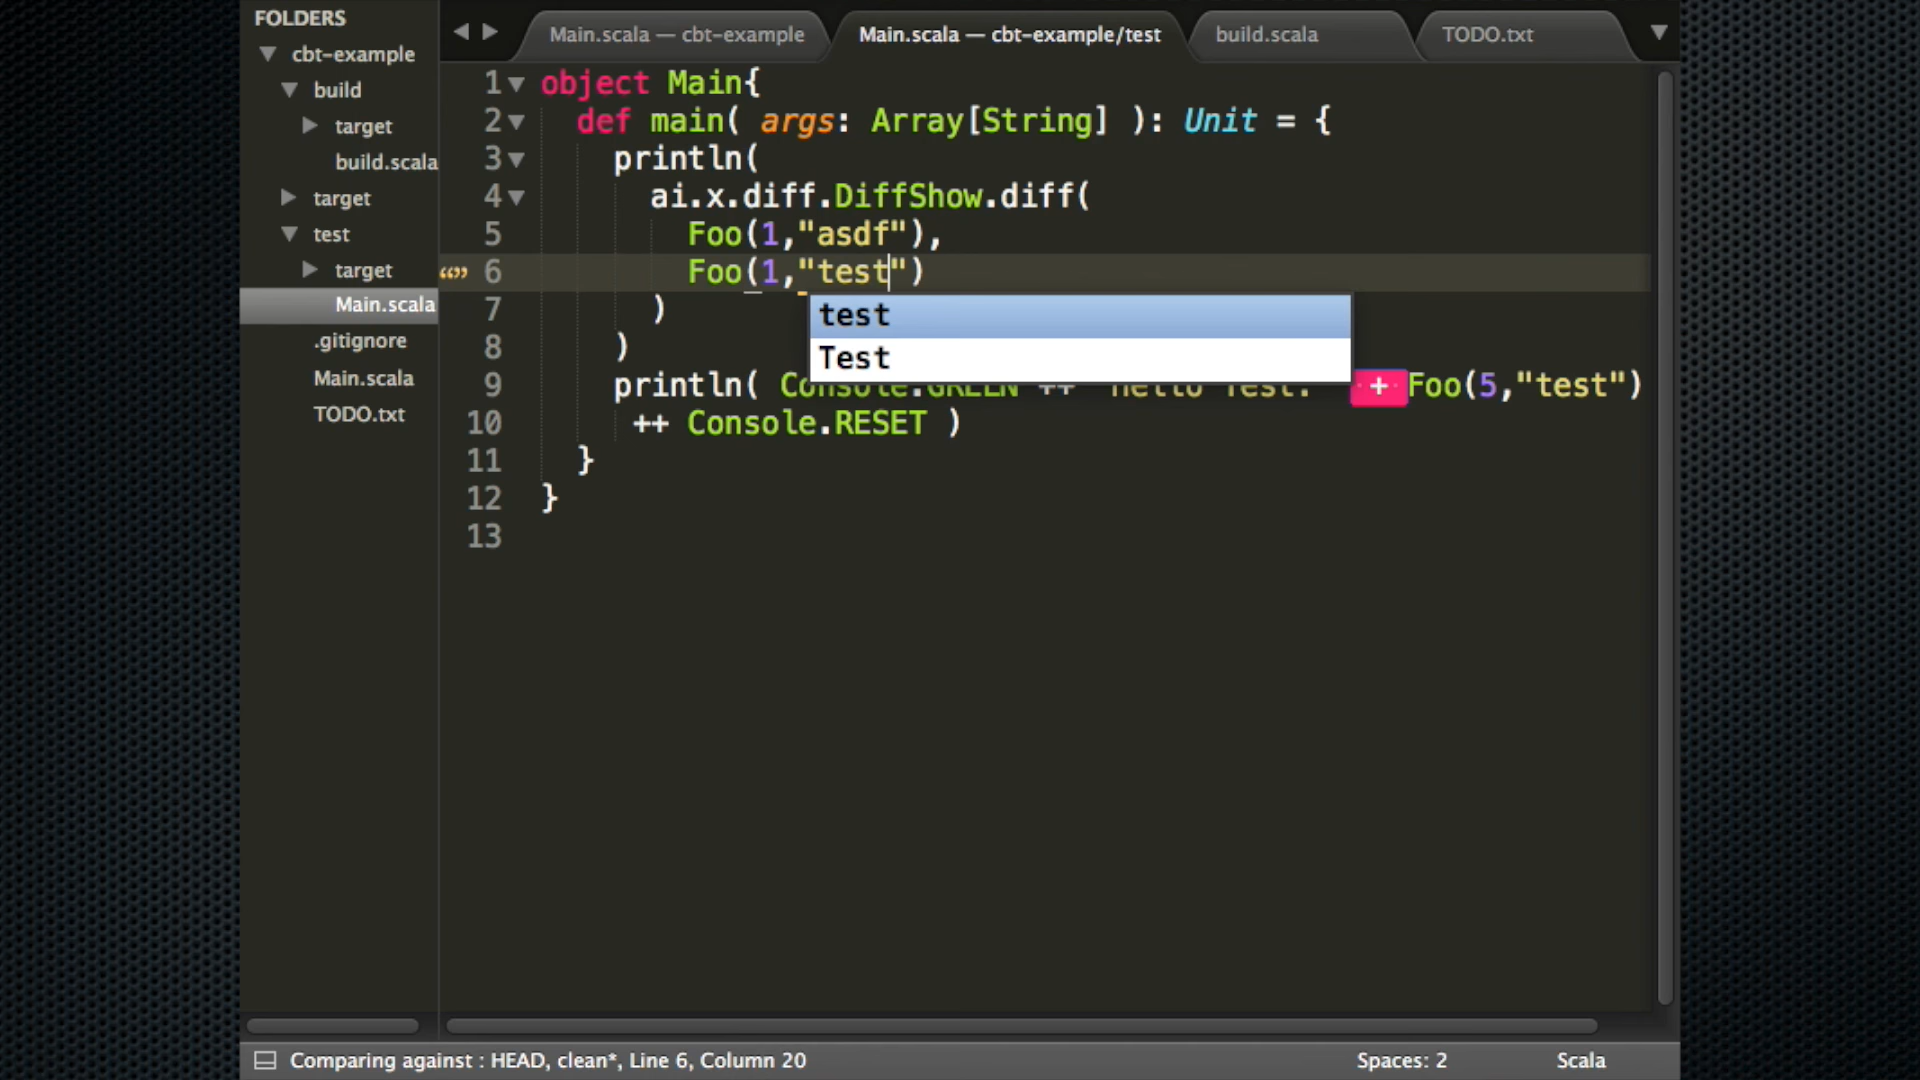 FOLDERS
cbt-example
build
target
build.scala
target
test
target
Main.scala
.gitignore
Main.scala
TODO.txt
Main.scala — cbt-example
Main.scala — cbt-example/test
build.scala
TODO.txt
1 object Main{
2 def main( args: Array[String] ): Unit = {
3 println(
4 ai.x.diff.DiffShow.diff(
5 Foo(1,"asdf"),
6 Foo(1,"test")
test
Test
7 )
8 )
9 println( Console.GREEN ++ "Hello Test: " + Foo(5,"test")
10 ++ Console.RESET )
11 }
12 }
13
Comparing against : HEAD, clean*, Line 6, Column 20
Spaces: 2
Scala